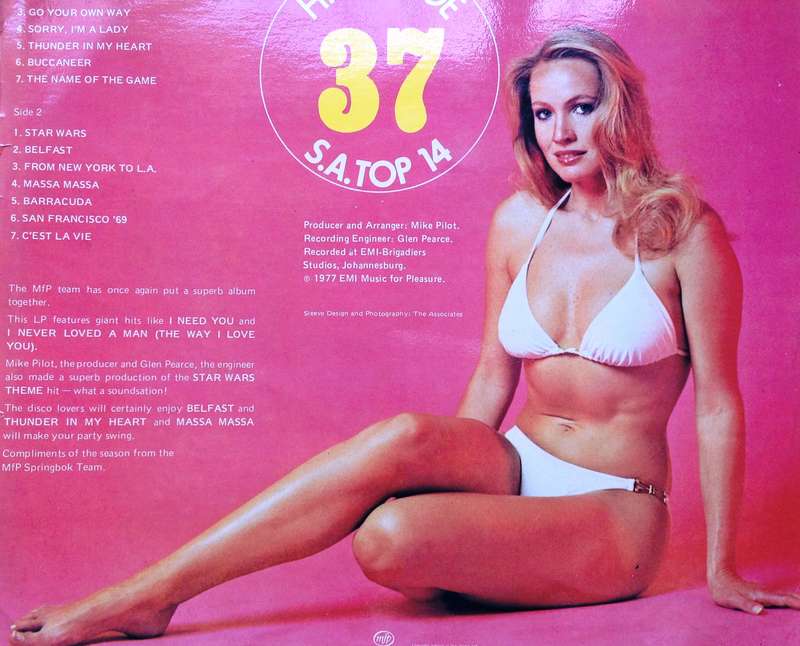 3. GO YOUR OWN WAY
4. SORRY, I'M A LADY
5. THUNDER IN MY HEART
6. BUCCANEER
7. THE NAME OF THE GAME
Side 2
1. STAR WARS
2. BELFAST
3. FROM NEW YORK TO L.A.
4. MASSA MASSA
5. BARRACUDA
6. SAN FRANCISCO '69
7. C'EST LA VIE
37
S.A. TOP 14
Producer and Arranger: Mike Pilot.
Recording Engineer: Glen Pearce.
Recorded at EMI-Brigadiers
Studios, Johannesburg.
℗ 1977 EMI Music for Pleasure.
Sleeve Design and Photography: The Associates
The MfP team has once again put a superb album
together.
This LP features giant hits like I NEED YOU and
I NEVER LOVED A MAN (THE WAY I LOVE
YOU).
Mike Pilot, the producer and Glen Pearce, the engineer
also made a superb production of the STAR WARS
THEME hit — what a soundsation!
The disco lovers will certainly enjoy BELFAST and
THUNDER IN MY HEART and MASSA MASSA
will make your party swing.
Compliments of the season from the
MfP Springbok Team.
mfp